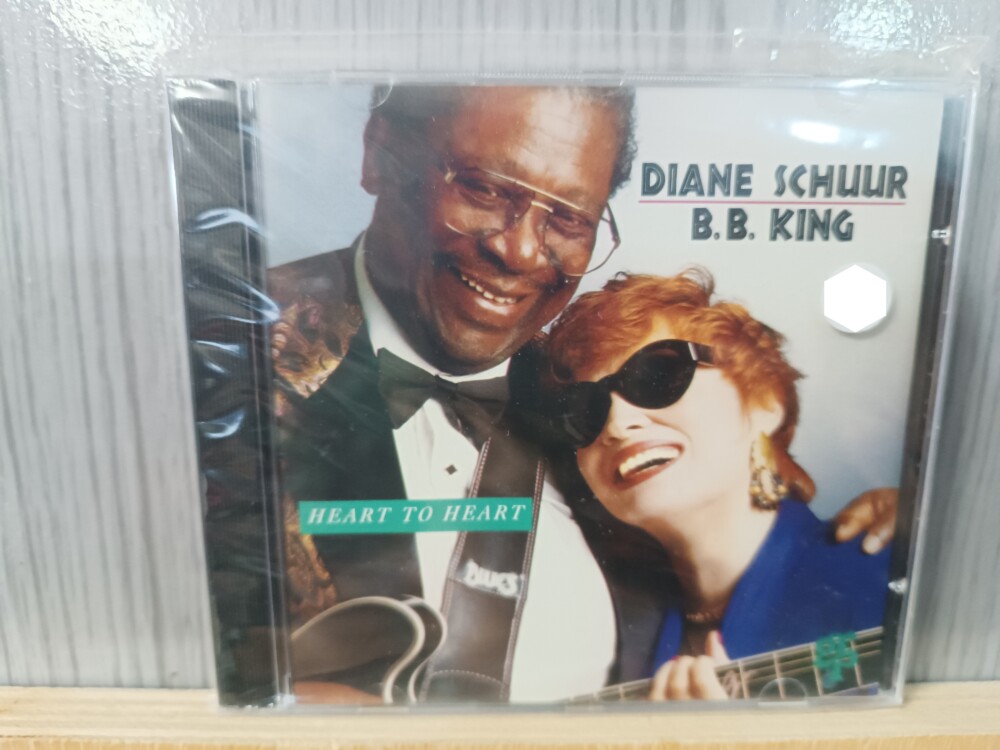 DIANE SCHUUR
B.B. KING
HEART TO HEART
BLUES